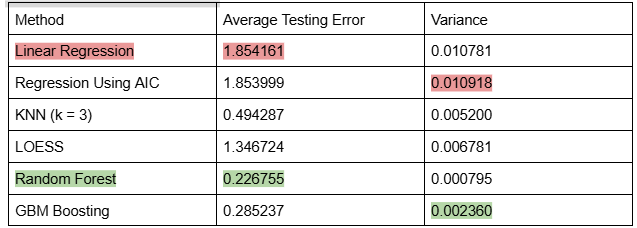 Method Average Testing Error Variance
Linear Regression 1.854161 0.010781
Regression Using AIC 1.853999 0.010918
KNN (k = 3) 0.494287 0.005200
LOESS 1.346724 0.006781
Random Forest 0.226755 0.000795
GBM Boosting 0.285237 0.002360